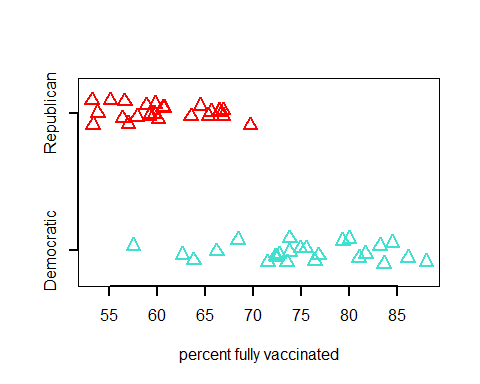 Republican
Democratic
55 60 65 70 75 80 85
percent fully vaccinated